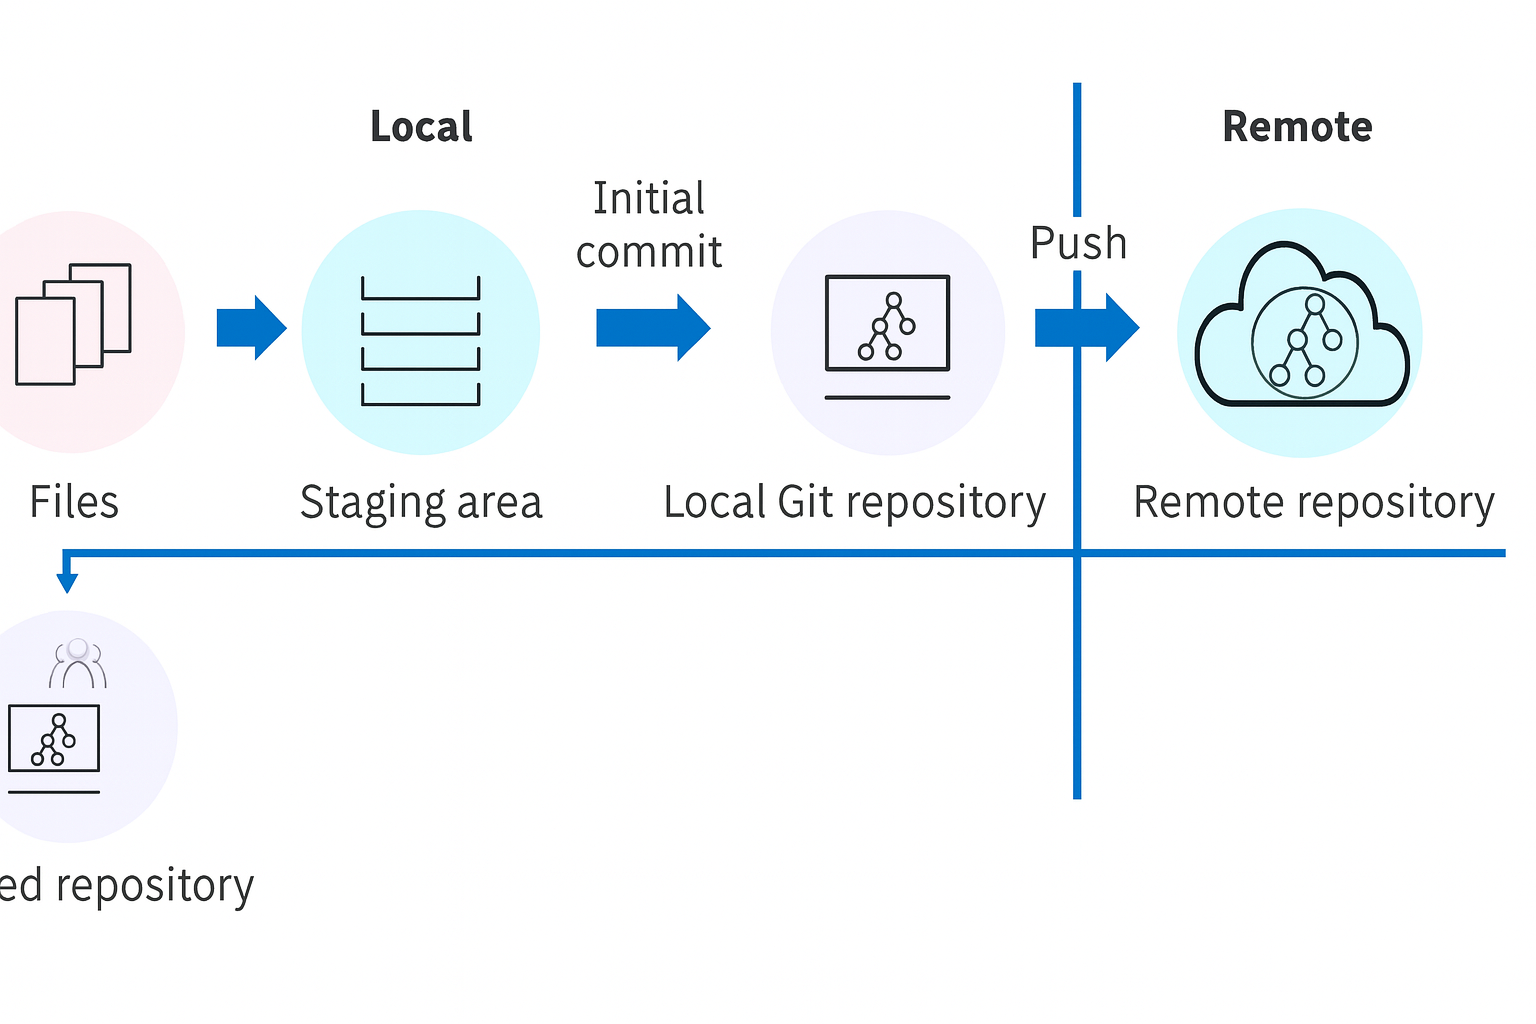 Local
Remote
Initial
commit
Push
Files
Staging area
Local Git repository
Remote repository
ed repository